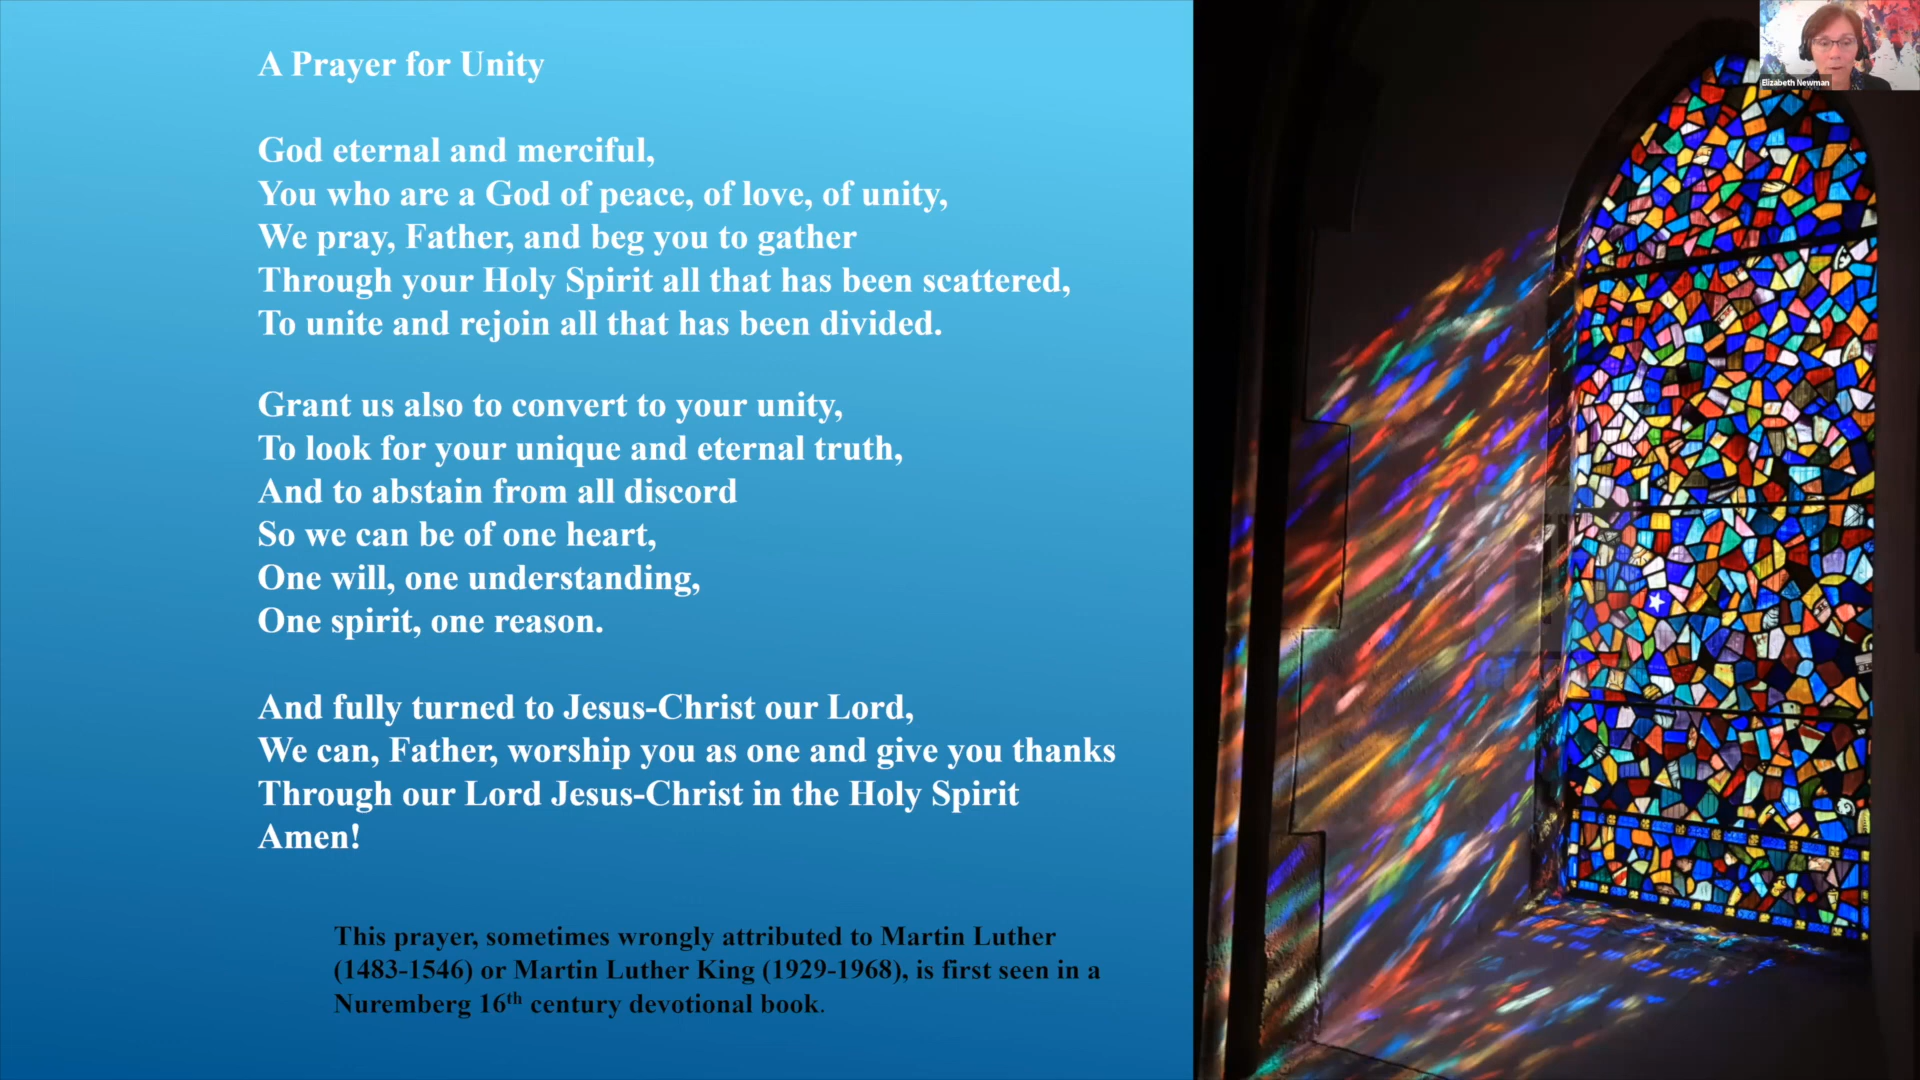 A Prayer for Unity
God eternal and merciful,
You who are a God of peace, of love, of unity,
We pray, Father, and beg you to gather
Through your Holy Spirit all that has been scattered,
To unite and rejoin all that has been divided.
Grant us also to convert to your unity,
To look for your unique and eternal truth,
And to abstain from all discord
So we can be of one heart,
One will, one understanding,
One spirit, one reason.
And fully turned to Jesus-Christ our Lord,
We can, Father, worship you as one and give you thanks
Through our Lord Jesus-Christ in the Holy Spirit
Amen!
This prayer, sometimes wrongly attributed to Martin Luther
(1483-1546) or Martin Luther King (1929-1968), is first seen in a
Nuremberg 16th century devotional book.
Elizabeth Newman